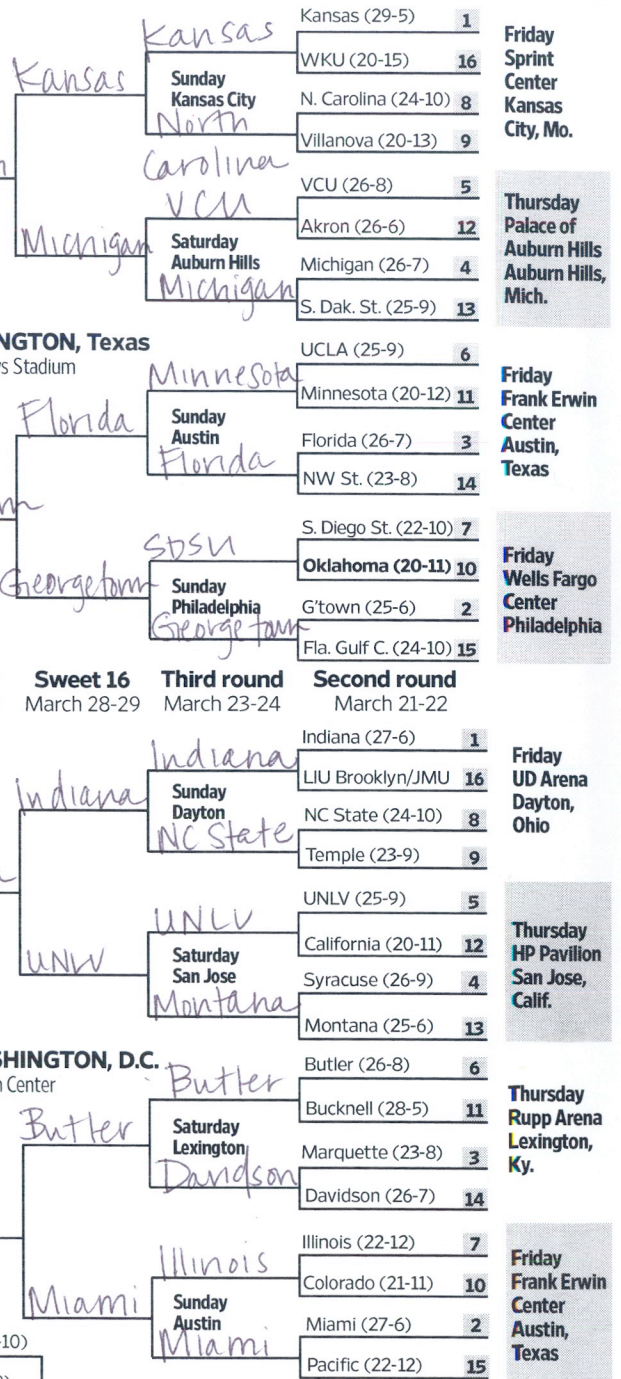 Kansas (29-5) 1
Kansas
WKU (20-15) 16
Kansas
Sunday
Kansas City
N. Carolina (24-10) 8
North
Carolina
Villanova (20-13) 9
Friday
Sprint
Center
Kansas
City, Mo.
VCU (26-8) 5
VCU
Akron (26-6) 12
Michigan
Saturday
Auburn Hills
Michigan (26-7) 4
Michigan
S. Dak. St. (25-9) 13
Thursday
Palace of
Auburn Hills
Auburn Hills,
Mich.
NGTON, Texas
s Stadium
UCLA (25-9) 6
Minnesota
Minnesota (20-12) 11
Florida
Sunday
Austin
Florida (26-7) 3
Florida
NW St. (23-8) 14
Friday
Frank Erwin
Center
Austin,
Texas
S. Diego St. (22-10) 7
SDSU
Oklahoma (20-11) 10
Georgetown
Sunday
Philadelphia
G'town (25-6) 2
Georgetown
Fla. Gulf C. (24-10) 15
Friday
Wells Fargo
Center
Philadelphia
Sweet 16 Third round Second round
March 28-29 March 23-24 March 21-22
Indiana (27-6) 1
Indiana
LIU Brooklyn/JMU 16
Indiana
Sunday
Dayton
NC State (24-10) 8
NC State
Temple (23-9) 9
Friday
UD Arena
Dayton,
Ohio
UNLV (25-9) 5
UNLV
California (20-11) 12
UNLV
Saturday
San Jose
Syracuse (26-9) 4
Montana
Montana (25-6) 13
Thursday
HP Pavilion
San Jose,
Calif.
SHINGTON, D.C.
n Center
Butler (26-8) 6
Butler
Bucknell (28-5) 11
Butler
Saturday
Lexington
Marquette (23-8) 3
Davidson
Davidson (26-7) 14
Thursday
Rupp Arena
Lexington,
Ky.
Illinois (22-12) 7
Illinois
Colorado (21-11) 10
Miami
Sunday
Austin
Miami (27-6) 2
Miami
Pacific (22-12) 15
Friday
Frank Erwin
Center
Austin,
Texas
-10)